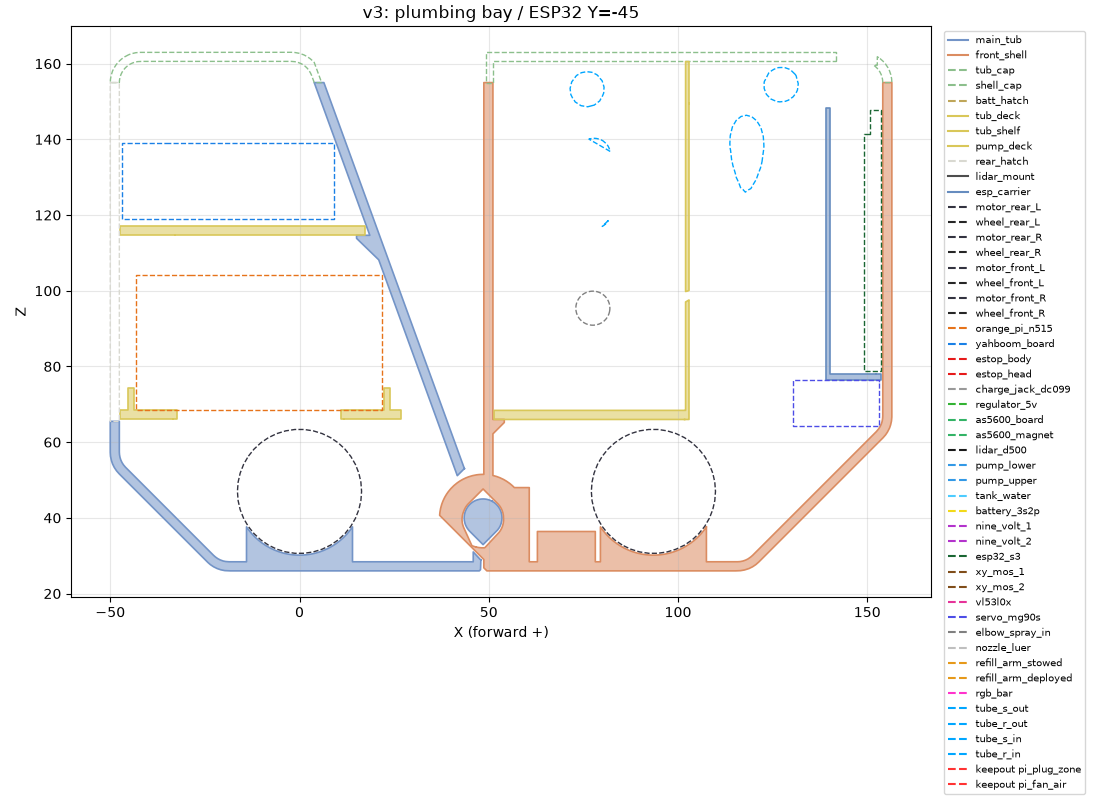 v3: plumbing bay / ESP32 Y=-45
Z
160
140
120
100
80
60
40
20
−50
0
50
100
150
X (forward +)
main_tub
front_shell
tub_cap
shell_cap
batt_hatch
tub_deck
tub_shelf
pump_deck
rear_hatch
lidar_mount
esp_carrier
motor_rear_L
wheel_rear_L
motor_rear_R
wheel_rear_R
motor_front_L
wheel_front_L
motor_front_R
wheel_front_R
orange_pi_n515
yahboom_board
estop_body
estop_head
charge_jack_dc099
regulator_5v
as5600_board
as5600_magnet
lidar_d500
pump_lower
pump_upper
tank_water
battery_3s2p
nine_volt_1
nine_volt_2
esp32_s3
xy_mos_1
xy_mos_2
vl53l0x
servo_mg90s
elbow_spray_in
nozzle_luer
refill_arm_stowed
refill_arm_deployed
rgb_bar
tube_s_out
tube_r_out
tube_s_in
tube_r_in
keepout pi_plug_zone
keepout pi_fan_air